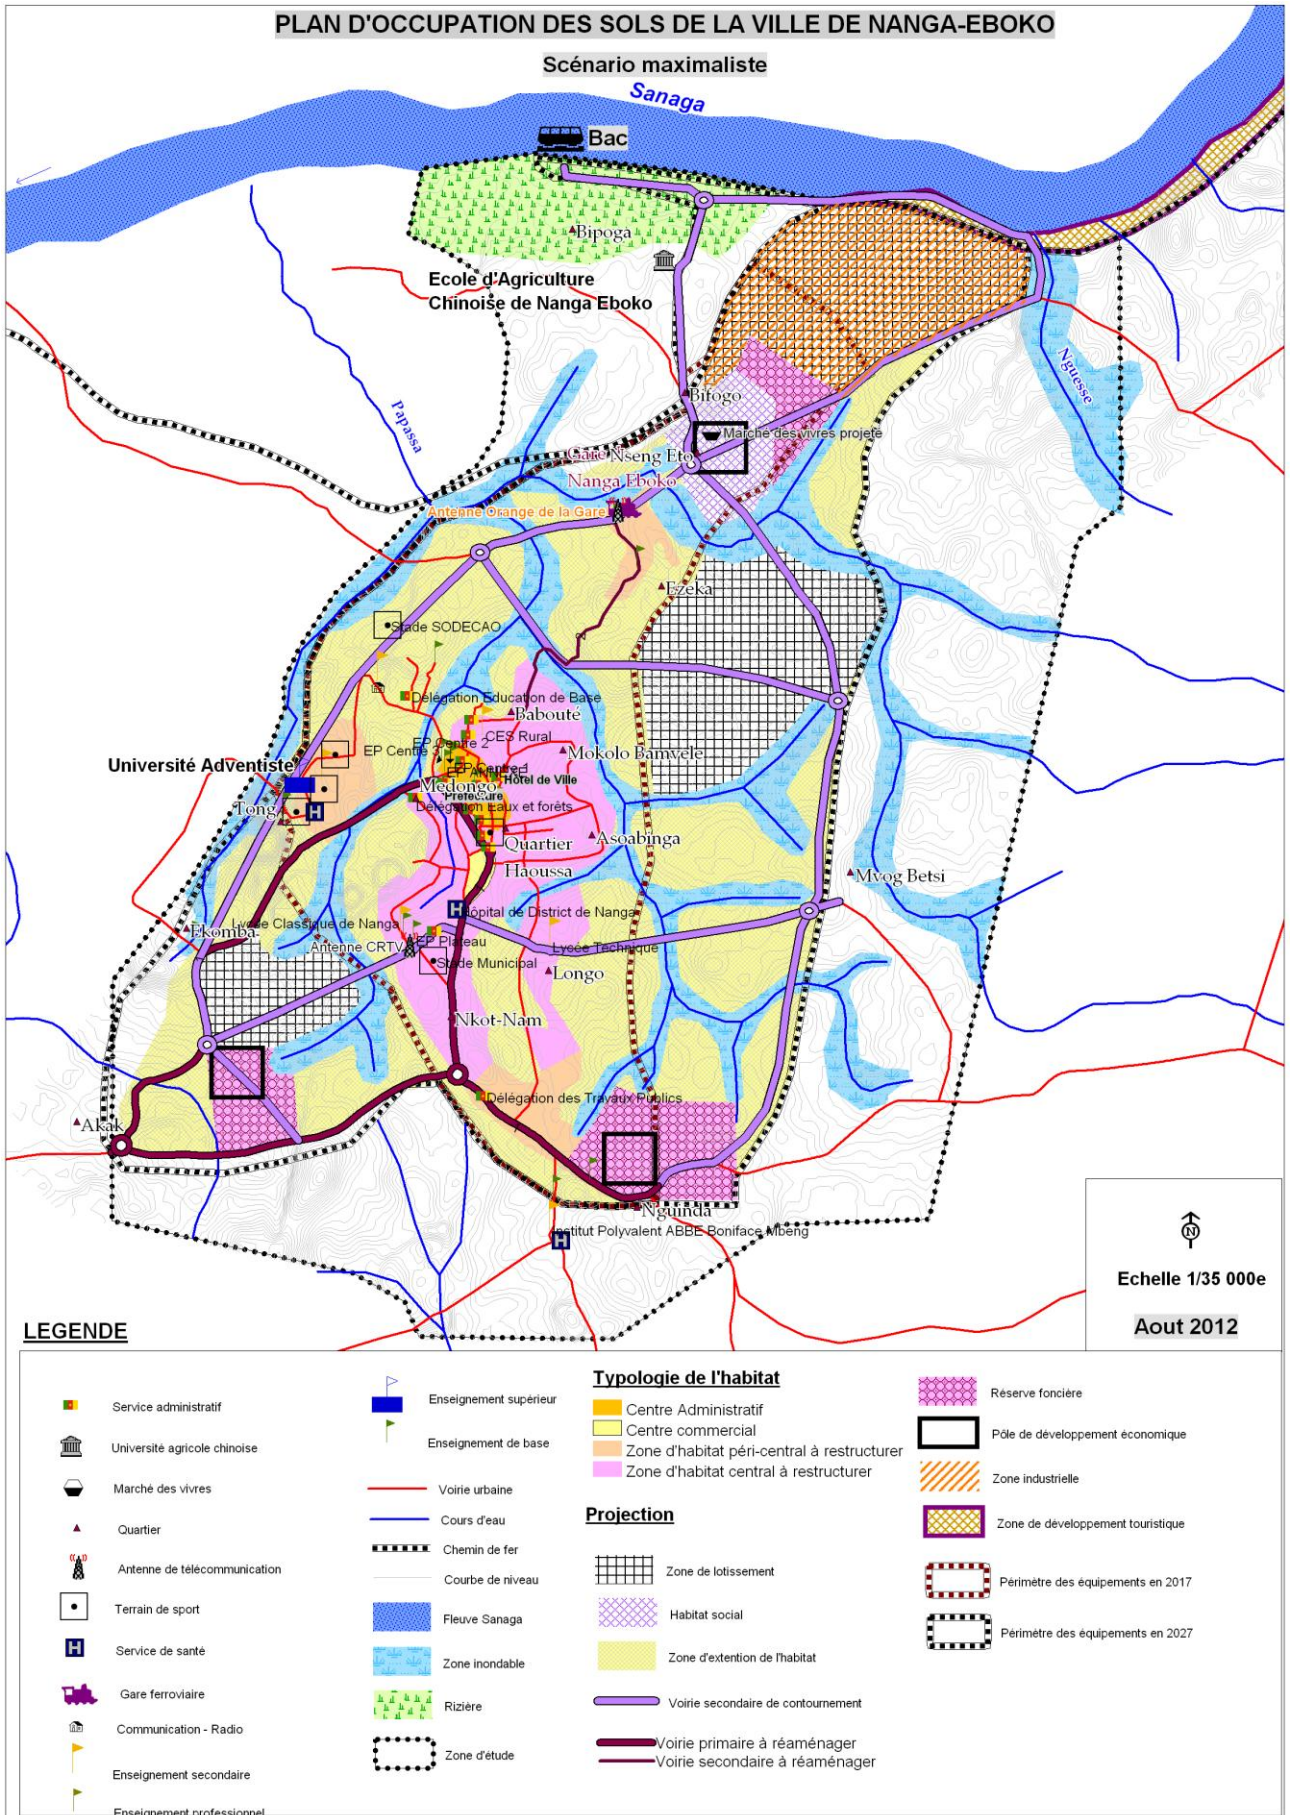 PLAN D'OCCUPATION DES SOLS DE LA VILLE DE NANGA-EBOKO
Scénario maximaliste
Sanaga
Bac
Bipoga
Ecole d'Agriculture
Chinoise de Nanga Eboko
Nguesse
Papassa
Bifogo
Marché des vivres projeté
Gare Nseng Eto
Nanga Eboko
Antenne Orange de la Gare
Ezeka
Stade SODECAO
Délégation Education de Base
Babouté
CES Rural
EP Centre 2
EP Centre 3
Mokolo Bamvele
EP Centre 1
Université Adventiste
Hôtel de Ville
Medongo
Préfecture
Tong
Délégation Eaux et forêts
Quartier
Haoussa
Asoabinga
Mvog Betsi
Hôpital de District de Nanga
Lycée Classique de Nanga
Ekomba
Antenne CRTV
EP Plateau
Lycée Technique
Stade Municipal
Longo
Nkot-Nam
Délégation des Travaux Publics
Akak
Nguinda
Institut Polyvalent ABBE Boniface Mbeng
N
Echelle 1/35 000e
Aout 2012
LEGENDE
Service administratif
Université agricole chinoise
Marché des vivres
Quartier
Antenne de télécommunication
Terrain de sport
Service de santé
Gare ferroviaire
Communication - Radio
Enseignement secondaire
Enseignement professionnel
Enseignement supérieur
Enseignement de base
Voirie urbaine
Cours d'eau
Chemin de fer
Courbe de niveau
Fleuve Sanaga
Zone inondable
Rizière
Zone d'étude
Typologie de l'habitat
Centre Administratif
Centre commercial
Zone d'habitat péri-central à restructurer
Zone d'habitat central à restructurer
Projection
Zone de lotissement
Habitat social
Zone d'extention de l'habitat
Voirie secondaire de contournement
Voirie primaire à réaménager
Voirie secondaire à réaménager
Réserve foncière
Pôle de développement économique
Zone industrielle
Zone de développement touristique
Périmètre des équipements en 2017
Périmètre des équipements en 2027